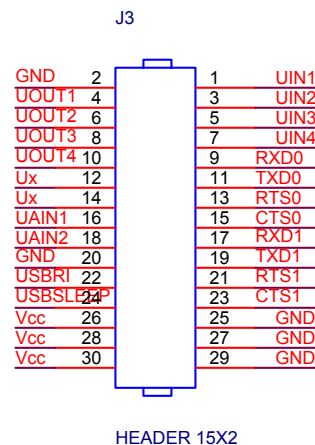 J3
GND 2 1 UIN1
UOUT1 4 3 UIN2
UOUT2 6 5 UIN3
UOUT3 8 7 UIN4
UOUT4 10 9 RXD0
Ux 12 11 TXD0
Ux 14 13 RTS0
UAIN1 16 15 CTS0
UAIN2 18 17 RXD1
GND 20 19 TXD1
USBRI 22 21 RTS1
USBSLEEP 24 23 CTS1
Vcc 26 25 GND
Vcc 28 27 GND
Vcc 30 29 GND
HEADER 15X2